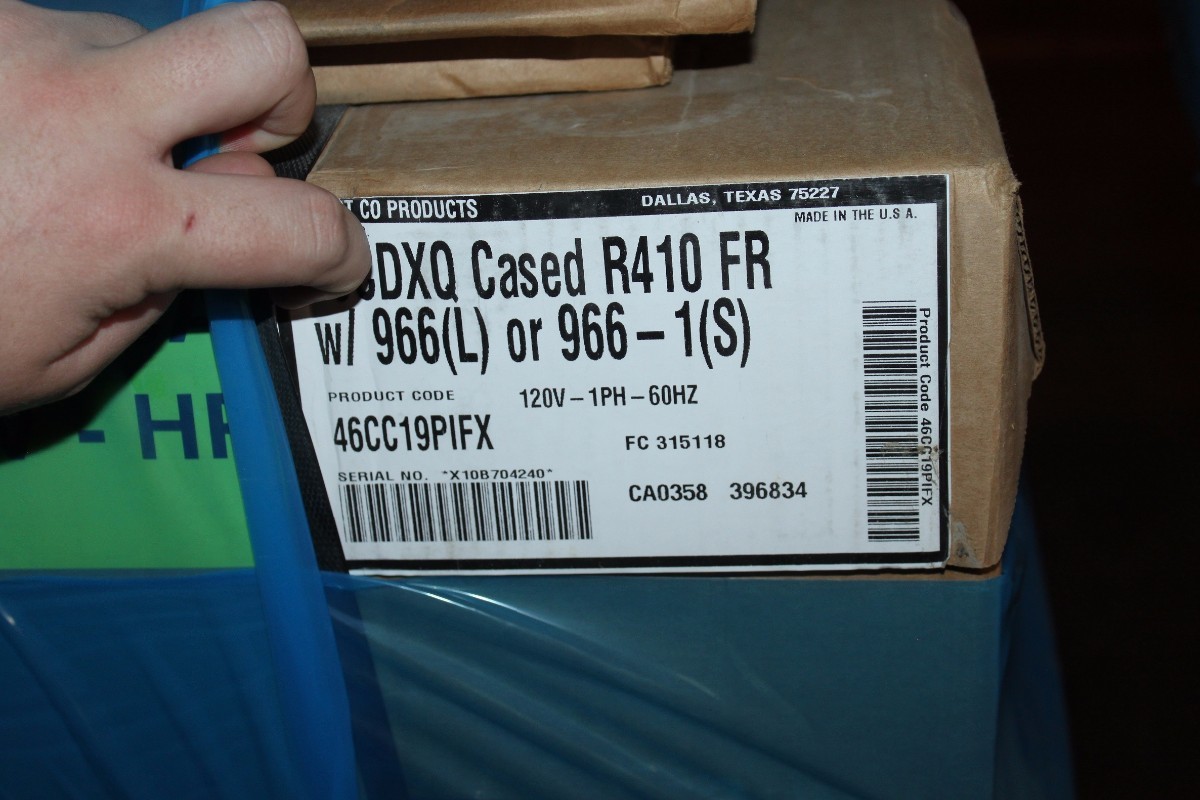 CO PRODUCTS DALLAS, TEXAS 75227
MADE IN THE U.S A.
DXQ Cased R410 FR
w/ 966(L) or 966-1(S)
PRODUCT CODE 120V-1PH-60HZ
46CC19PIFX FC 315118
SERIAL NO. *X10B704240*
CA0358 396834
Product Code 46CC19PIFX
- HP